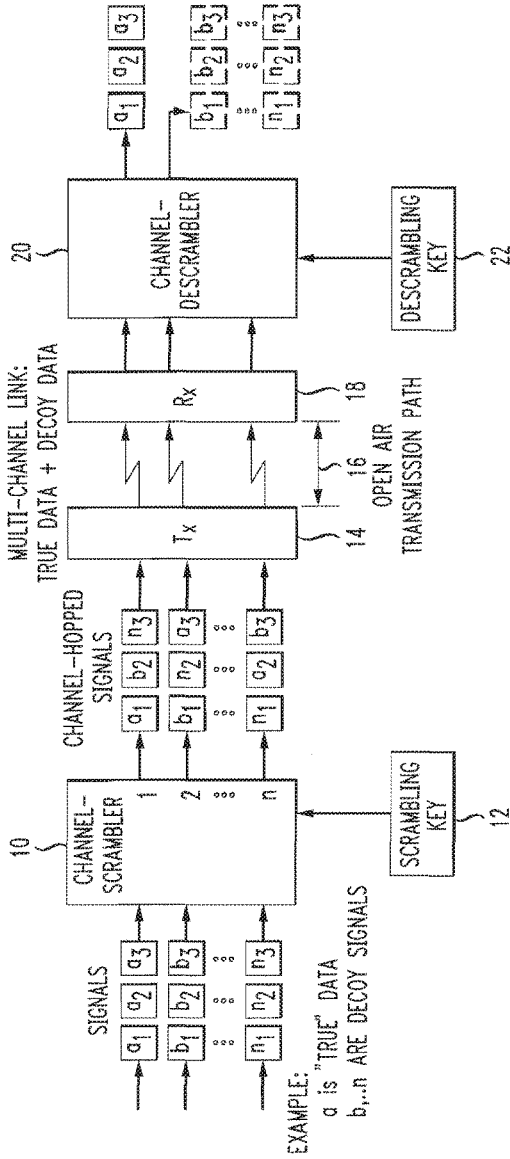 SIGNALS
a1 a2 a3
b1 b2 b3
n1 n2 n3
EXAMPLE:
a is "TRUE" DATA
b,..n ARE DECOY SIGNALS
10
CHANNEL-
SCRAMBLER
1
2
n
SCRAMBLING
KEY
12
CHANNEL-HOPPED
SIGNALS
a1 b2 n3
b1 n2 a3
n1 a2 b3
MULTI-CHANNEL LINK:
TRUE DATA + DECOY DATA
TX
14
16
OPEN AIR
TRANSMISSION PATH
RX
18
20
CHANNEL-
DESCRAMBLER
DESCRAMBLING
KEY
22
a1 a2 a3
b1 b2 b3
n1 n2 n3